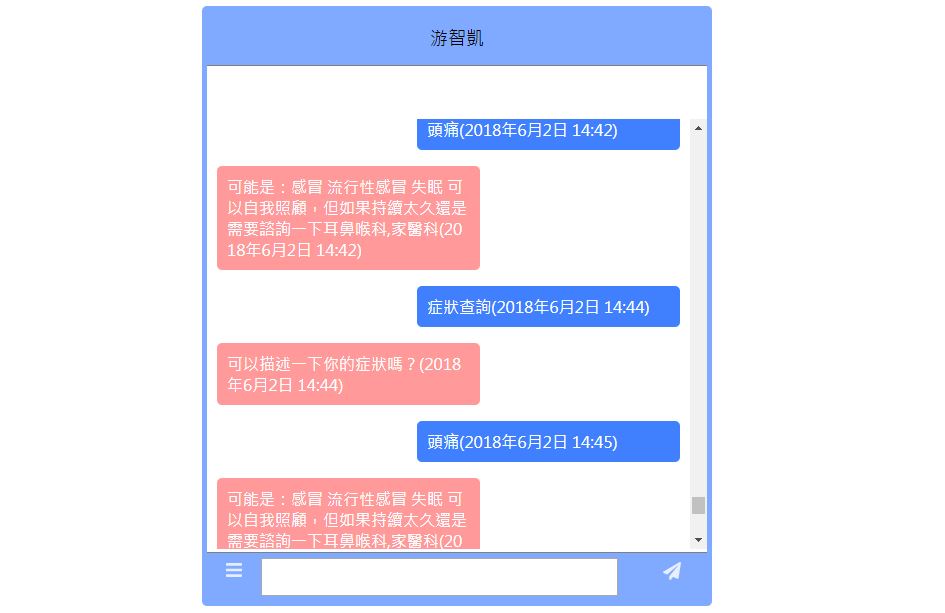 游智凱
頭痛(2018年6月2日 14:42)
可能是：感冒 流行性感冒 失眠 可
以自我照顧，但如果持續太久還是
需要諮詢一下耳鼻喉科,家醫科(20
18年6月2日 14:42)
症狀查詢(2018年6月2日 14:44)
可以描述一下你的症狀嗎？(2018
年6月2日 14:44)
頭痛(2018年6月2日 14:45)
可能是：感冒 流行性感冒 失眠 可
以自我照顧，但如果持續太久還是
需要諮詢一下耳鼻喉科,家醫科(20